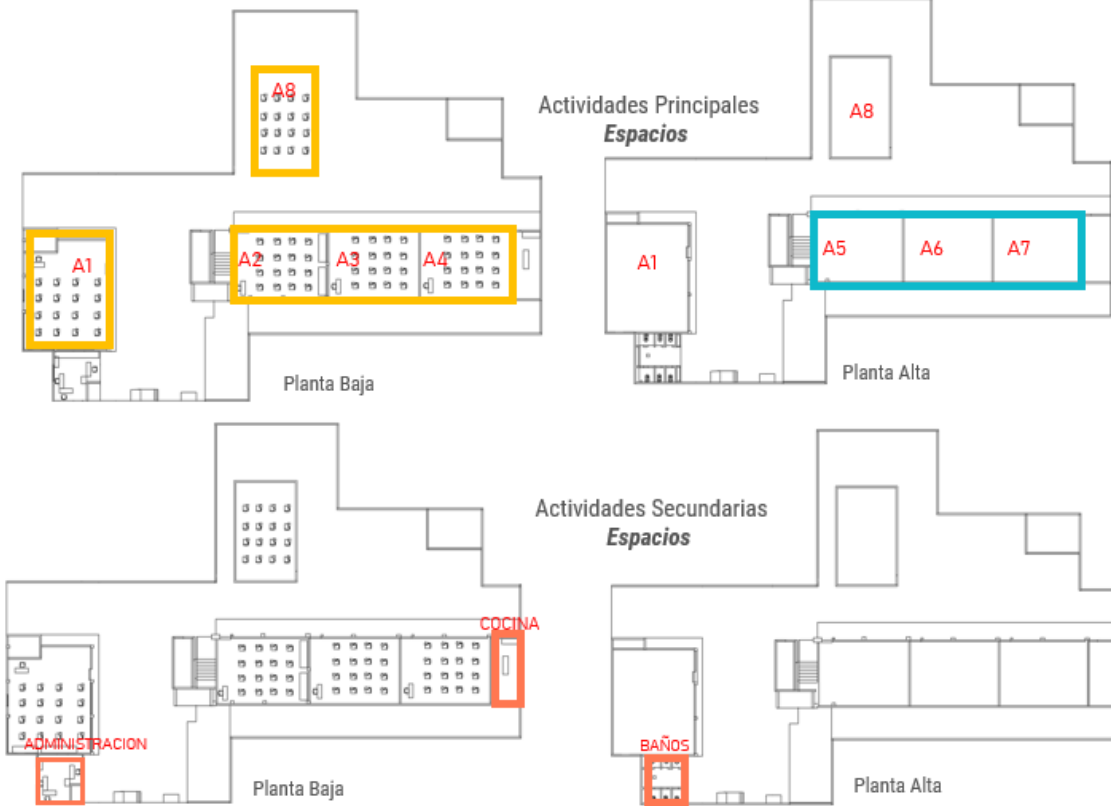 A8
Actividades Principales
Espacios
A8
A1
A2
A3
A4
A1
A5
A6
A7
Planta Baja
Planta Alta
Actividades Secundarias
Espacios
COCINA
ADMINISTRACION
BAÑOS
Planta Baja
Planta Alta